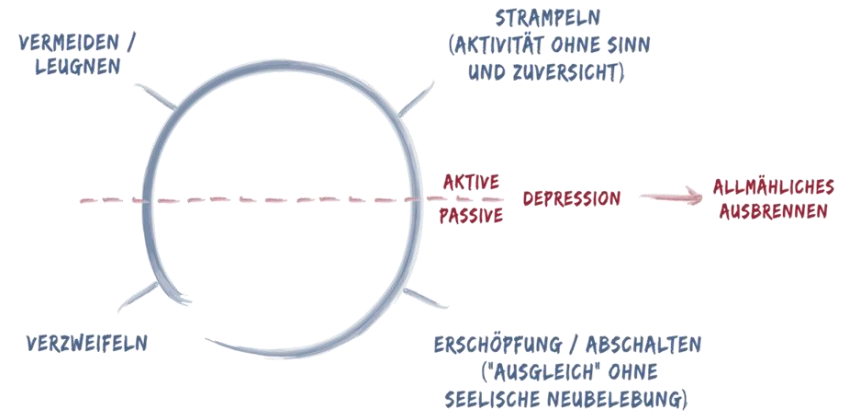 STRAMPELN
(AKTIVITÄT OHNE SINN
UND ZUVERSICHT)
VERMEIDEN /
LEUGNEN
AKTIVE
PASSIVE
DEPRESSION
ALLMÄHLICHES
AUSBRENNEN
VERZWEIFELN
ERSCHÖPFUNG / ABSCHALTEN
("AUSGLEICH" OHNE
SEELISCHE NEUBELEBUNG)